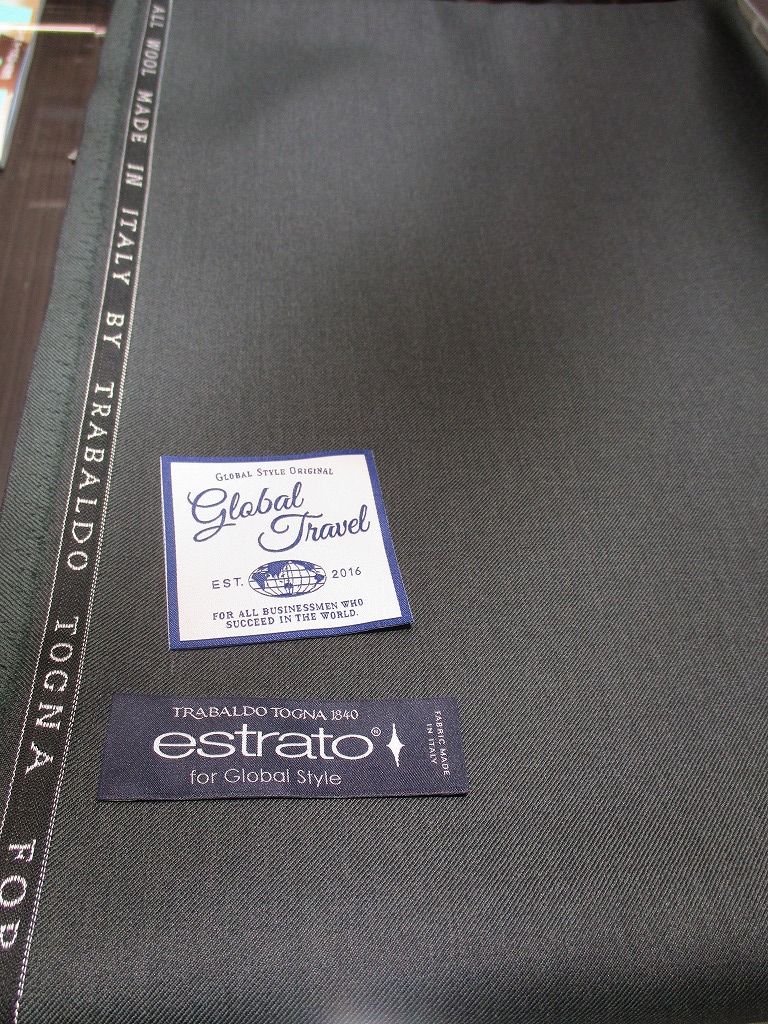 ALL WOOL MADE IN ITALY BY TRABALDO TOGNA FOR
GLOBAL STYLE ORIGINAL
Global
Travel
EST. 2016
FOR ALL BUSINESSMEN WHO
SUCCEED IN THE WORLD.
TRABALDO TOGNA 1840
estrato®
for Global Style
FABRIC MADE
IN ITALY